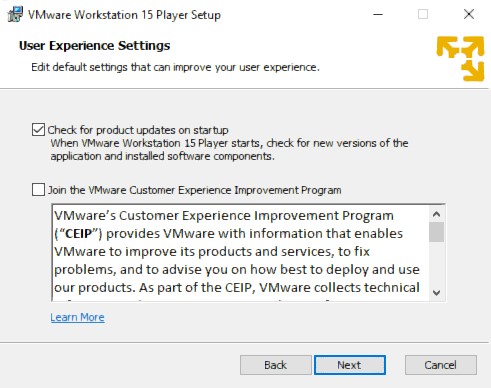 VMware Workstation 15 Player Setup
User Experience Settings
Edit default settings that can improve your user experience.
Check for product updates on startup
When VMware Workstation 15 Player starts, check for new versions of the
application and installed software components.
Join the VMware Customer Experience Improvement Program
VMware's Customer Experience Improvement Program
("CEIP") provides VMware with information that enables
VMware to improve its products and services, to fix
problems, and to advise you on how best to deploy and use
our products. As part of the CEIP, VMware collects technical
Learn More
Back
Next
Cancel